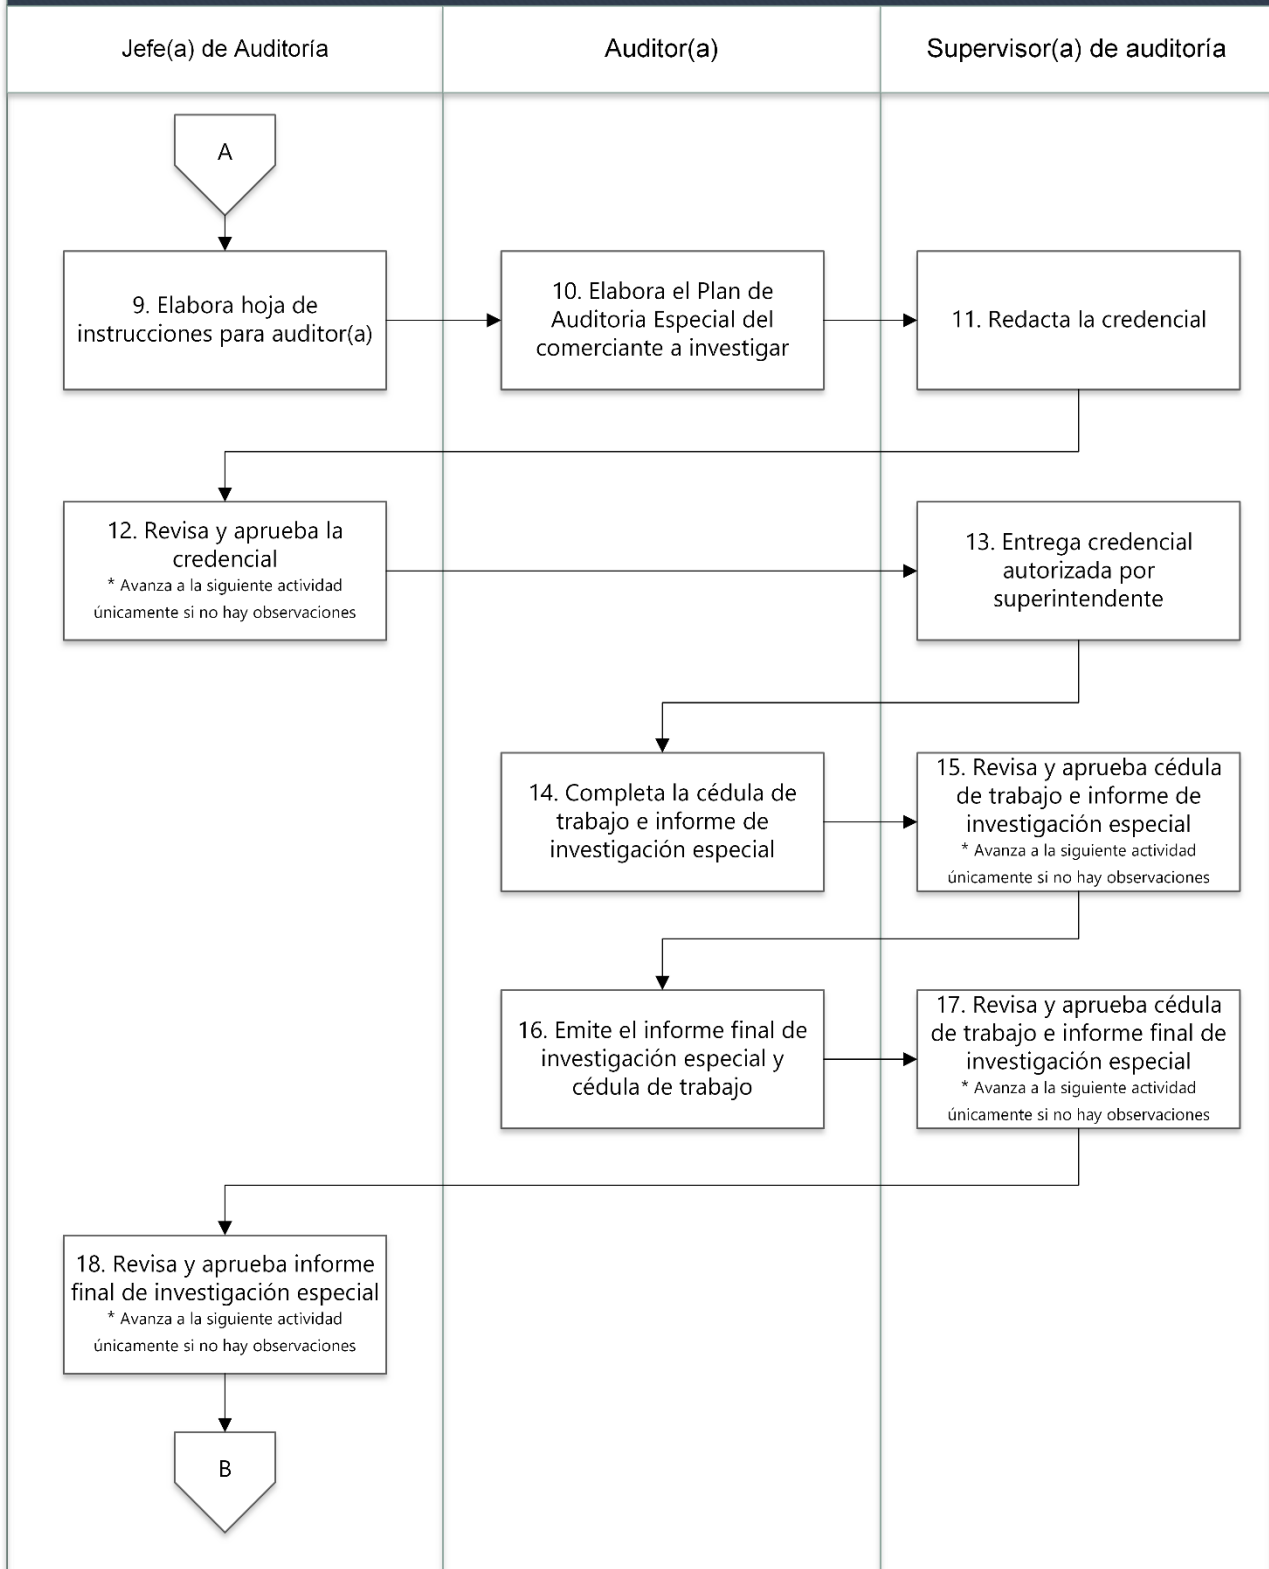 Jefe(a) de Auditoría
Auditor(a)
Supervisor(a) de auditoría
A
9. Elabora hoja de
instrucciones para auditor(a)
10. Elabora el Plan de
Auditoria Especial del
comerciante a investigar
11. Redacta la credencial
12. Revisa y aprueba la
credencial
* Avanza a la siguiente actividad
únicamente si no hay observaciones
13. Entrega credencial
autorizada por
superintendente
14. Completa la cédula de
trabajo e informe de
investigación especial
15. Revisa y aprueba cédula
de trabajo e informe de
investigación especial
* Avanza a la siguiente actividad
únicamente si no hay observaciones
16. Emite el informe final de
investigación especial y
cédula de trabajo
17. Revisa y aprueba cédula
de trabajo e informe final de
investigación especial
* Avanza a la siguiente actividad
únicamente si no hay observaciones
18. Revisa y aprueba informe
final de investigación especial
* Avanza a la siguiente actividad
únicamente si no hay observaciones
B